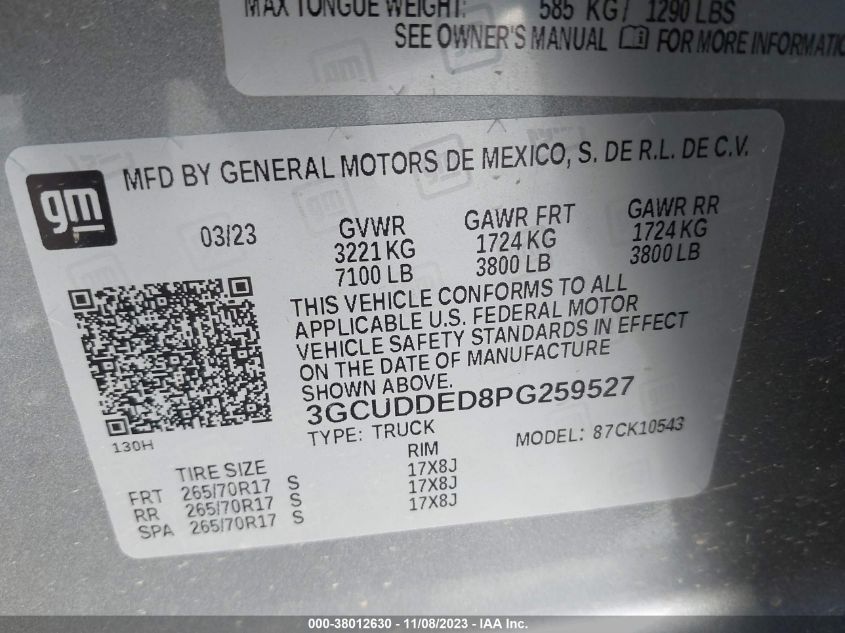 MAX TONGUE WEIGHT: 585 KG/ 1290 LBS
SEE OWNER'S MANUAL FOR MORE INFORMATIO
MFD BY GENERAL MOTORS DE MEXICO, S. DE R.L. DE C.V.
gm
03/23
GVWR
3221 KG
7100 LB
GAWR FRT
1724 KG
3800 LB
GAWR RR
1724 KG
3800 LB
THIS VEHICLE CONFORMS TO ALL
APPLICABLE U.S. FEDERAL MOTOR
VEHICLE SAFETY STANDARDS IN EFFECT
ON THE DATE OF MANUFACTURE
SHOWN ABOVE.
3GCUDDED8PG259527
130H
TYPE: TRUCK
MODEL: 87CK10543
TIRE SIZE RIM
FRT 265/70R17 S 17X8J
RR 265/70R17 S 17X8J
SPA 265/70R17 S 17X8J
000-38012630 - 11/08/2023 - IAA Inc.